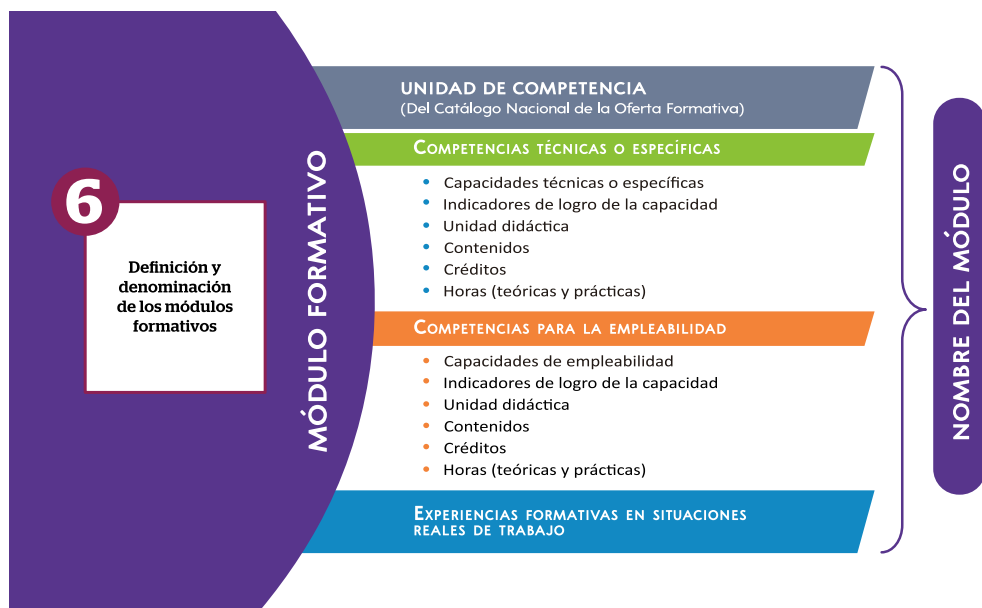 6
Definición y
denominación
de los módulos
formativos
MÓDULO FORMATIVO
UNIDAD DE COMPETENCIA
(Del Catálogo Nacional de la Oferta Formativa)
COMPETENCIAS TÉCNICAS O ESPECÍFICAS
• Capacidades técnicas o específicas
• Indicadores de logro de la capacidad
• Unidad didáctica
• Contenidos
• Créditos
• Horas (teóricas y prácticas)
COMPETENCIAS PARA LA EMPLEABILIDAD
• Capacidades de empleabilidad
• Indicadores de logro de la capacidad
• Unidad didáctica
• Contenidos
• Créditos
• Horas (teóricas y prácticas)
EXPERIENCIAS FORMATIVAS EN SITUACIONES
REALES DE TRABAJO
NOMBRE DEL MÓDULO